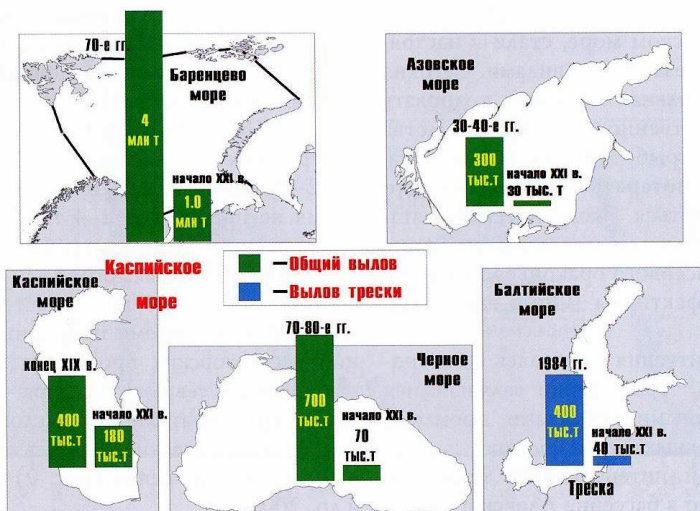 70-е гг.
Баренцево
море
4
МЛН Т
начало XXI в.
1.0
МЛН Т
Азовское
море
30-40-е гг.
300
ТЫС. Т
начало XXI в.
30 ТЫС. Т
Каспийское
море
Каспийское
море
конец XIX в.
400
ТЫС.Т
начало XXI в.
180
ТЫС.Т
—Общий вылов
—Вылов трески
70-80-е гг.
Черное
море
700
ТЫС.Т
начало XXI в.
70
ТЫС.Т
Балтийское
море
1984 гг.
400
ТЫС.Т
начало XXI в.
40 ТЫС.Т
Треска